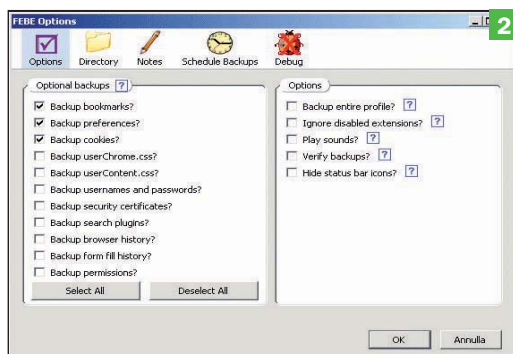 FEBE Options
2
Options Directory Notes Schedule Backups Debug
Optional backups ?
Backup bookmarks?
Backup preferences?
Backup cookies?
Backup userChrome.css?
Backup userContent.css?
Backup usernames and passwords?
Backup security certificates?
Backup search plugins?
Backup browser history?
Backup form fill history?
Backup permissions?
Select All Deselect All
Options
Backup entire profile? ?
Ignore disabled extensions? ?
Play sounds? ?
Verify backups? ?
Hide status bar icons? ?
OK Annulla